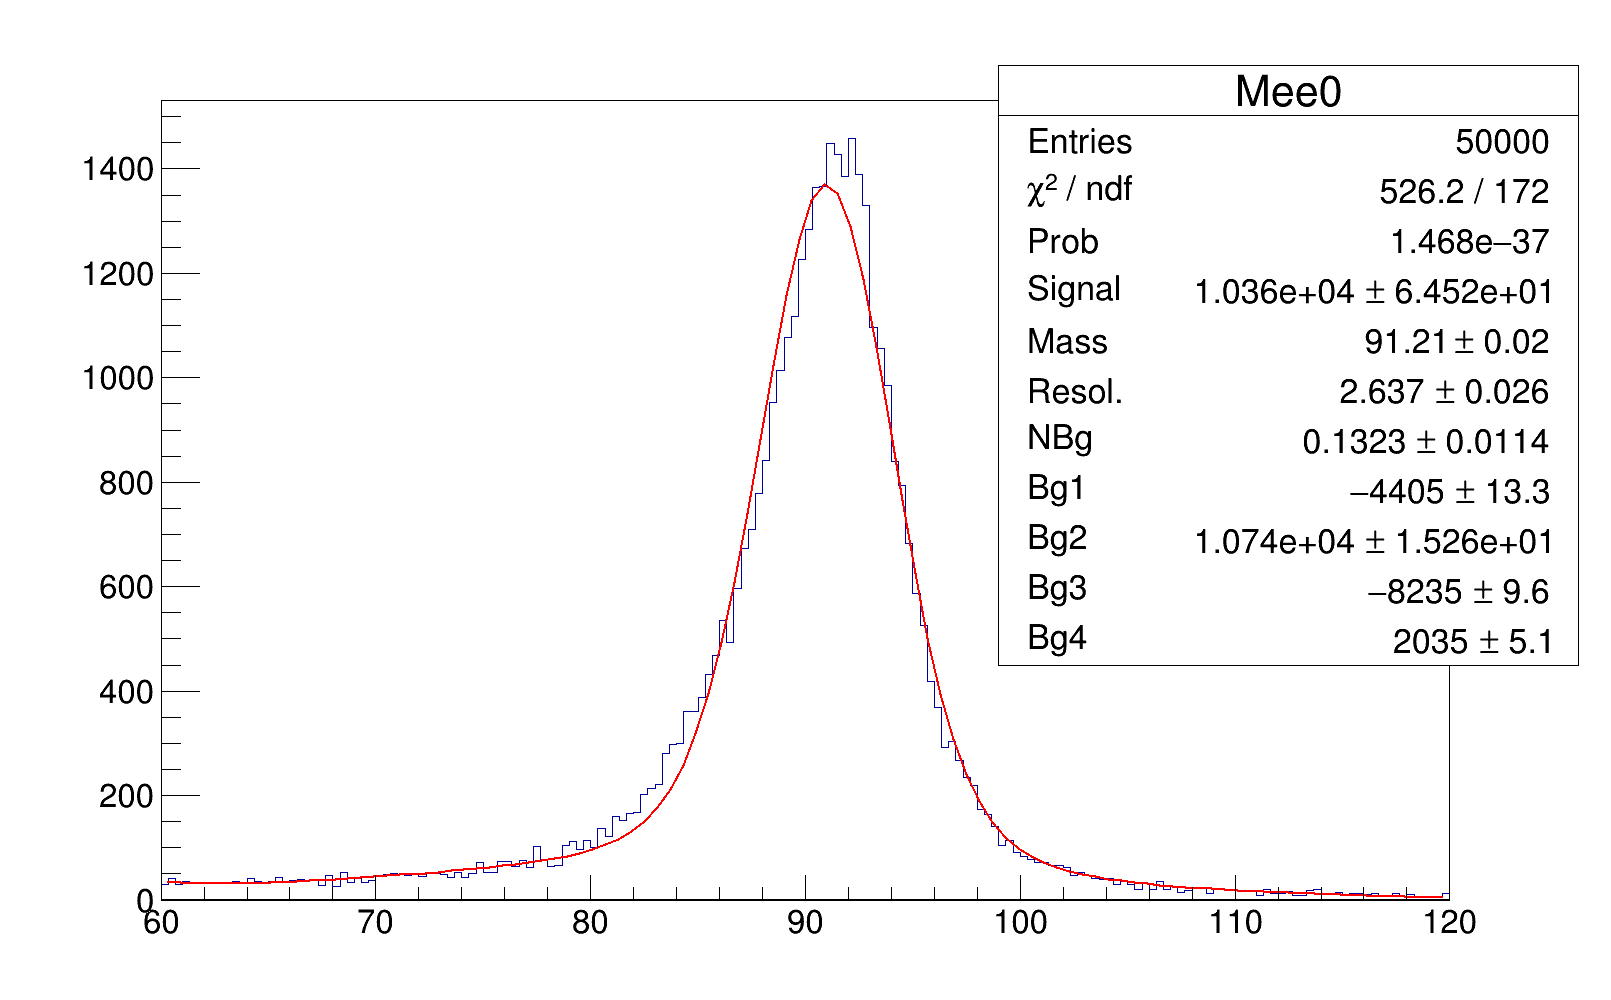 Mee0
Entries 50000
χ² / ndf 526.2 / 172
Prob 1.468e−37
Signal 1.036e+04 ± 6.452e+01
Mass 91.21 ± 0.02
Resol. 2.637 ± 0.026
NBg 0.1323 ± 0.0114
Bg1 −4405 ± 13.3
Bg2 1.074e+04 ± 1.526e+01
Bg3 −8235 ± 9.6
Bg4 2035 ± 5.1
1400
1200
1000
800
600
400
200
0
60 70 80 90 100 110 120